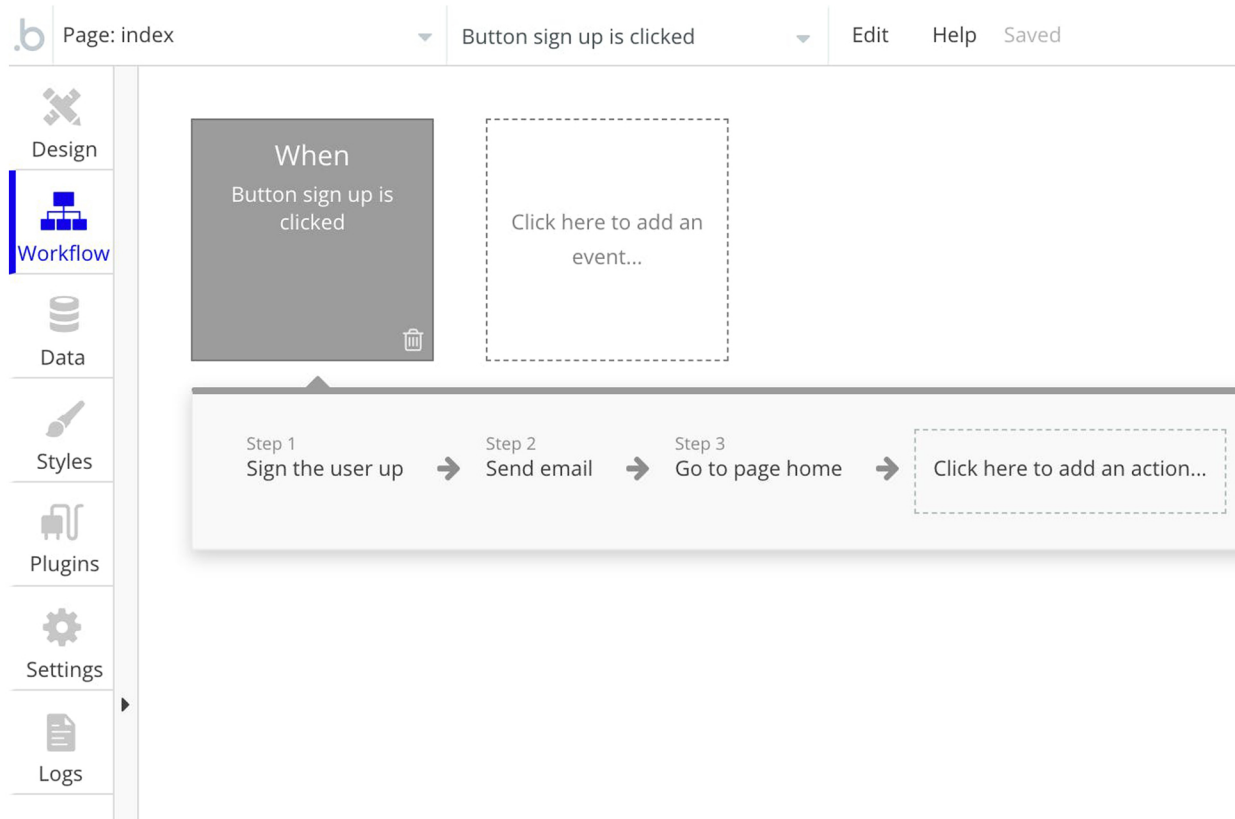 .b Page: index
Button sign up is clicked
Edit
Help
Saved
Design
Workflow
Data
Styles
Plugins
Settings
Logs
When
Button sign up is
clicked
Click here to add an
event...
Step 1
Sign the user up
Step 2
Send email
Step 3
Go to page home
Click here to add an action...